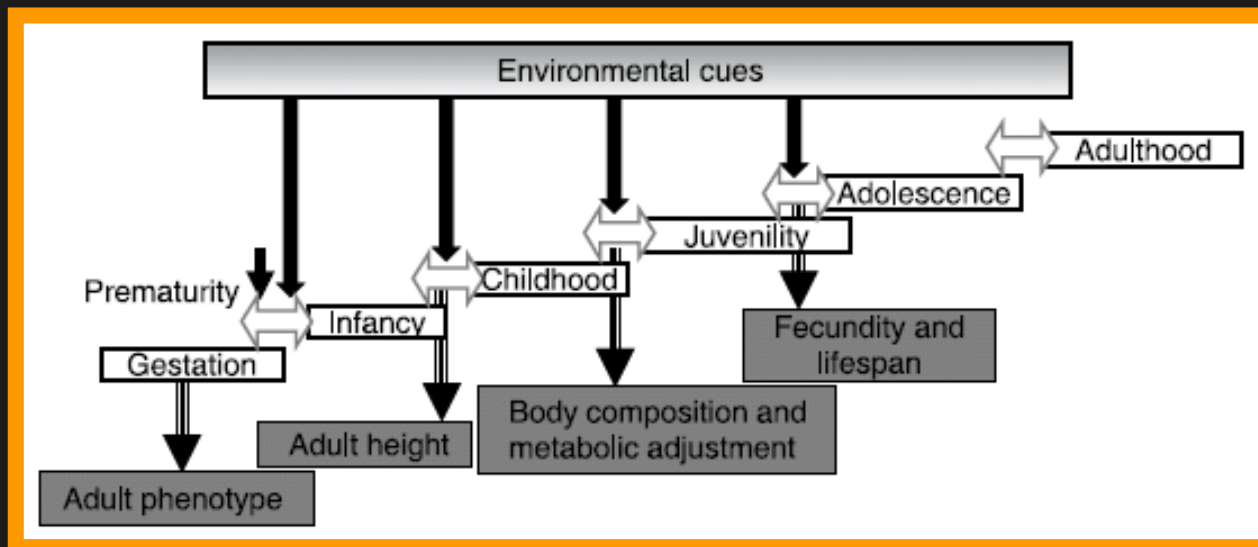 Environmental cues
Adulthood
Adolescence
Juvenility
Childhood
Prematurity
Infancy
Gestation
Fecundity and
lifespan
Body composition and
metabolic adjustment
Adult height
Adult phenotype